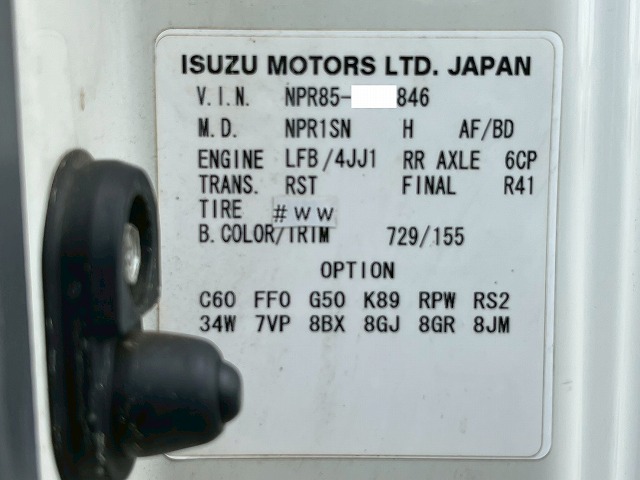 ISUZU MOTORS LTD. JAPAN
V.I.N. NPR85- 846
M.D. NPR1SN H AF/BD
ENGINE LFB/4JJ1 RR AXLE 6CP
TRANS. RST FINAL R41
TIRE #WW
B.COLOR/TRIM 729/155
OPTION
C60 FF0 G50 K89 RPW RS2
34W 7VP 8BX 8GJ 8GR 8JM